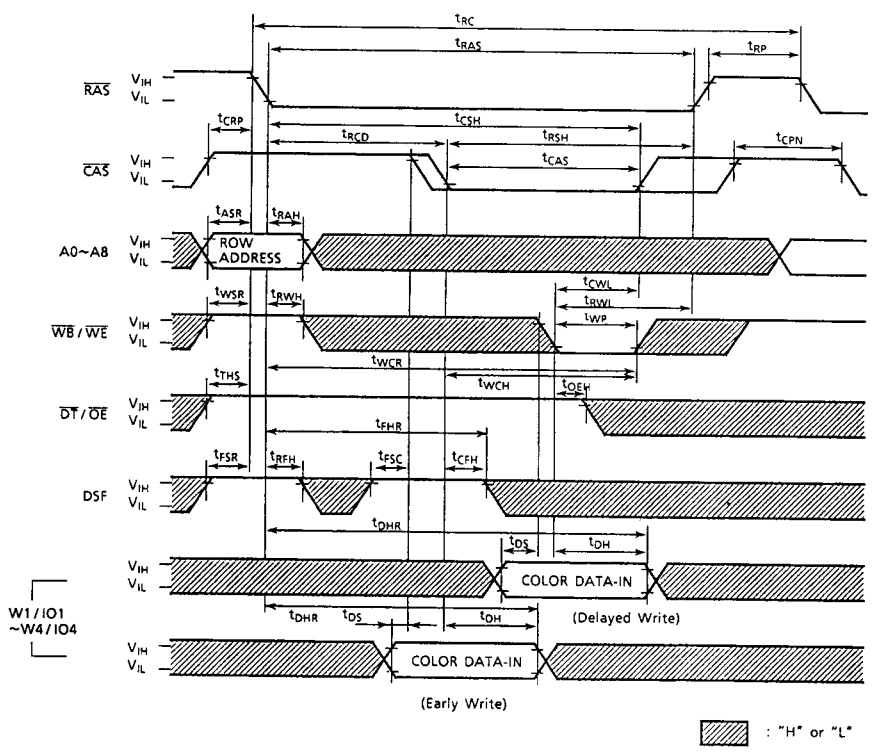 tRC
tRAS
tRP
RAS
VIH
VIL
tCRP
tCSH
tRCD
tRSH
tCAS
tCPN
CAS
VIH
VIL
tASR
tRAH
A0~A8
VIH
VIL
ROW
ADDRESS
tCWL
tRWL
tWSR
tRWH
tWP
WB/WE
VIH
VIL
tWCR
tWCH
tTHS
tOEH
DT/OE
VIH
VIL
tFHR
tFSR
tRFH
tFSC
tCFH
DSF
VIH
VIL
tDHR
tDS
tDH
VIH
VIL
COLOR DATA-IN
W1/IO1
~W4/IO4
tDHR
tDS
tDH
(Delayed Write)
VIH
VIL
COLOR DATA-IN
(Early Write)
: "H" or "L"